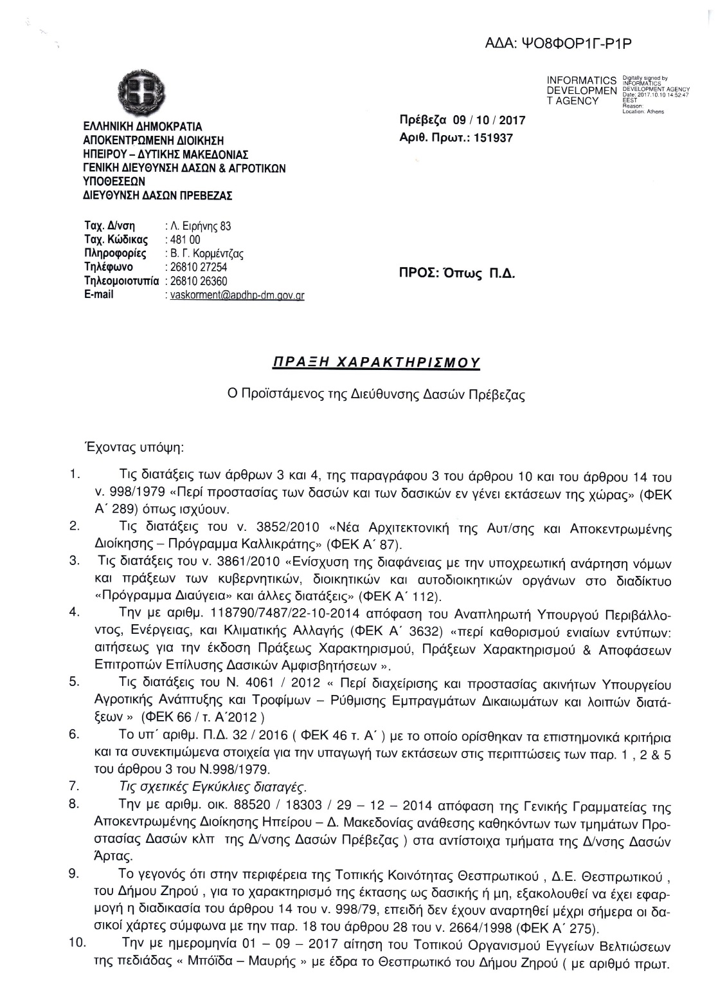 ΑΔΑ: ΨΟ8ΦΟΡ1Γ-Ρ1Ρ
INFORMATICS
DEVELOPMEN
T AGENCY
Digitally signed by
INFORMATICS
DEVELOPMENT AGENCY
Date: 2017.10.10 14:52:47
EEST
Reason:
Location: Athens
Πρέβεζα 09 / 10 / 2017
Αριθ. Πρωτ.: 151937
ΕΛΛΗΝΙΚΗ ΔΗΜΟΚΡΑΤΙΑ
ΑΠΟΚΕΝΤΡΩΜΕΝΗ ΔΙΟΙΚΗΣΗ
ΗΠΕΙΡΟΥ – ΔΥΤΙΚΗΣ ΜΑΚΕΔΟΝΙΑΣ
ΓΕΝΙΚΗ ΔΙΕΥΘΥΝΣΗ ΔΑΣΩΝ & ΑΓΡΟΤΙΚΩΝ
ΥΠΟΘΕΣΕΩΝ
ΔΙΕΥΘΥΝΣΗ ΔΑΣΩΝ ΠΡΕΒΕΖΑΣ
Ταχ. Δ/νση : Λ. Ειρήνης 83
Ταχ. Κώδικας : 481 00
Πληροφορίες : Β. Γ. Κορμέντζας
Τηλέφωνο : 26810 27254
Τηλεομοιοτυπία : 26810 26360
E-mail : vaskorment@apdhp-dm.gov.gr
ΠΡΟΣ: Όπως Π.Δ.
ΠΡΑΞΗ ΧΑΡΑΚΤΗΡΙΣΜΟΥ
Ο Προϊστάμενος της Διεύθυνσης Δασών Πρέβεζας
Έχοντας υπόψη:
1. Τις διατάξεις των άρθρων 3 και 4, της παραγράφου 3 του άρθρου 10 και του άρθρου 14 του
ν. 998/1979 «Περί προστασίας των δασών και των δασικών εν γένει εκτάσεων της χώρας» (ΦΕΚ
Α΄ 289) όπως ισχύουν.
2. Τις διατάξεις του ν. 3852/2010 «Νέα Αρχιτεκτονική της Αυτ/σης και Αποκεντρωμένης
Διοίκησης – Πρόγραμμα Καλλικράτης» (ΦΕΚ Α΄ 87).
3. Τις διατάξεις του ν. 3861/2010 «Ενίσχυση της διαφάνειας με την υποχρεωτική ανάρτηση νόμων
και πράξεων των κυβερνητικών, διοικητικών και αυτοδιοικητικών οργάνων στο διαδίκτυο
«Πρόγραμμα Διαύγεια» και άλλες διατάξεις» (ΦΕΚ Α΄ 112).
4. Την με αριθμ. 118790/7487/22-10-2014 απόφαση του Αναπληρωτή Υπουργού Περιβάλλο-
ντος, Ενέργειας, και Κλιματικής Αλλαγής (ΦΕΚ Α΄ 3632) «περί καθορισμού ενιαίων εντύπων:
αιτήσεως για την έκδοση Πράξεως Χαρακτηρισμού, Πράξεων Χαρακτηρισμού & Αποφάσεων
Επιτροπών Επίλυσης Δασικών Αμφισβητήσεων ».
5. Τις διατάξεις του Ν. 4061 / 2012 « Περί διαχείρισης και προστασίας ακινήτων Υπουργείου
Αγροτικής Ανάπτυξης και Τροφίμων – Ρύθμισης Εμπραγμάτων Δικαιωμάτων και λοιπών διατά-
ξεων » (ΦΕΚ 66 / τ. Α΄2012 )
6. Το υπ΄ αριθμ. Π.Δ. 32 / 2016 ( ΦΕΚ 46 τ. Α΄ ) με το οποίο ορίσθηκαν τα επιστημονικά κριτήρια
και τα συνεκτιμώμενα στοιχεία για την υπαγωγή των εκτάσεων στις περιπτώσεις των παρ. 1 , 2 & 5
του άρθρου 3 του Ν.998/1979.
7. Τις σχετικές Εγκύκλιες διαταγές.
8. Την με αριθμ. οικ. 88520 / 18303 / 29 – 12 – 2014 απόφαση της Γενικής Γραμματείας της
Αποκεντρωμένης Διοίκησης Ηπείρου – Δ. Μακεδονίας ανάθεσης καθηκόντων των τμημάτων Προ-
στασίας Δασών κλπ της Δ/νσης Δασών Πρέβεζας ) στα αντίστοιχα τμήματα της Δ/νσης Δασών
Άρτας.
9. Το γεγονός ότι στην περιφέρεια της Τοπικής Κοινότητας Θεσπρωτικού , Δ.Ε. Θεσπρωτικού ,
του Δήμου Ζηρού , για το χαρακτηρισμό της έκτασης ως δασικής ή μη, εξακολουθεί να έχει εφαρ-
μογή η διαδικασία του άρθρου 14 του ν. 998/79, επειδή δεν έχουν αναρτηθεί μέχρι σήμερα οι δα-
σικοί χάρτες σύμφωνα με την παρ. 18 του άρθρου 28 του ν. 2664/1998 (ΦΕΚ Α΄ 275).
10. Την με ημερομηνία 01 – 09 – 2017 αίτηση του Τοπικού Οργανισμού Εγγείων Βελτιώσεων
της πεδιάδας « Μπόϊδα – Μαυρής » με έδρα το Θεσπρωτικό του Δήμου Ζηρού ( με αριθμό πρωτ.